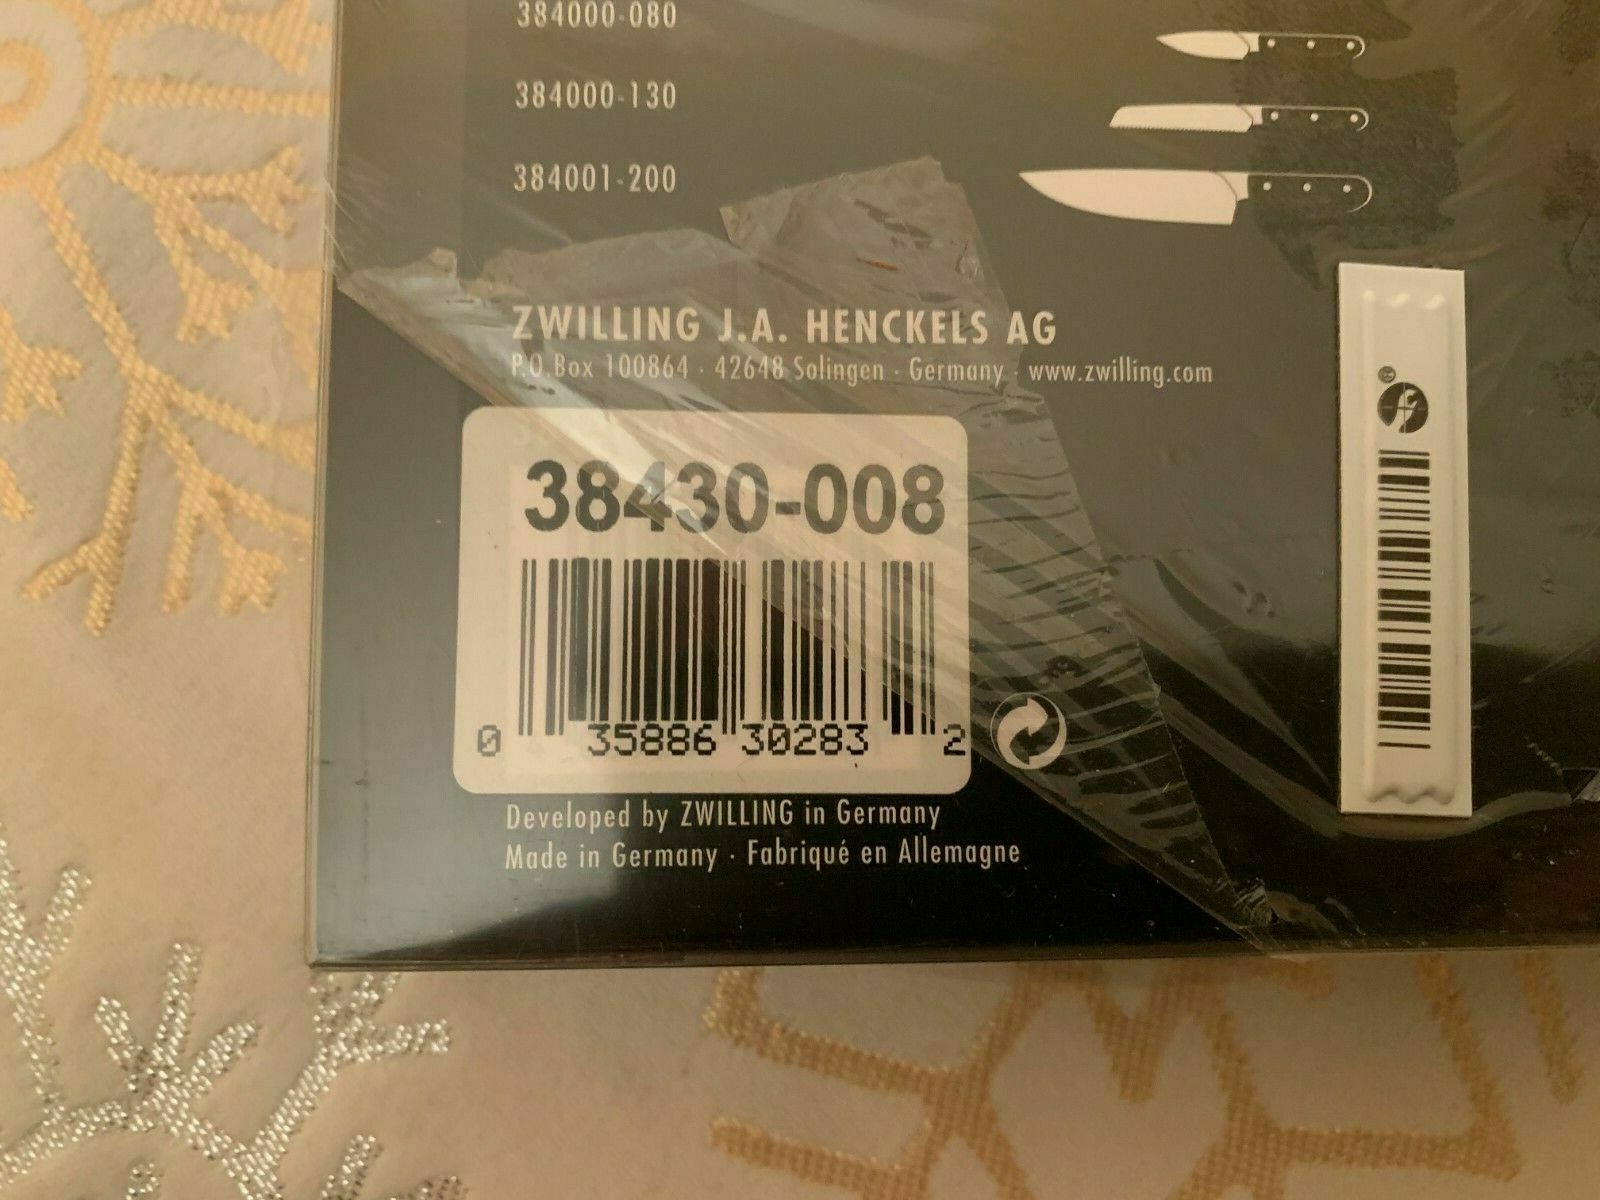 384000-080
384000-130
384001-200
ZWILLING J.A. HENCKELS AG
P.O.Box 100864 · 42648 Solingen · Germany · www.zwilling.com
38430-008
0 35886 30283 2
Developed by ZWILLING in Germany
Made in Germany · Fabriqué en Allemagne